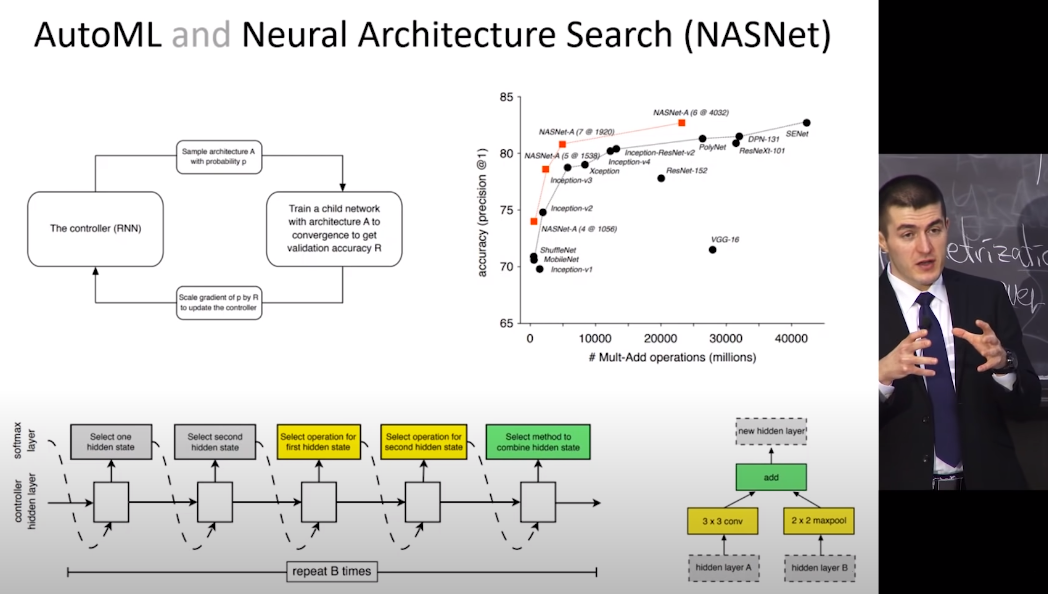 AutoML and Neural Architecture Search (NASNet)
Sample architecture A
with probability p
The controller (RNN)
Train a child network
with architecture A to
convergence to get
validation accuracy R
Scale gradient of p by R
to update the controller
accuracy (precision @1)
85
80
75
70
65
NASNet-A (6 @ 4032)
NASNet-A (7 @ 1920)
SENet
DPN-131
PolyNet
ResNeXt-101
Inception-ResNet-v2
NASNet-A (5 @ 1538)
Inception-v4
Xception
ResNet-152
Inception-v3
Inception-v2
NASNet-A (4 @ 1056)
VGG-16
ShuffleNet
MobileNet
Inception-v1
0
10000
20000
30000
40000
# Mult-Add operations (millions)
softmax
layer
controller
hidden layer
Select one
hidden state
Select second
hidden state
Select operation for
first hidden state
Select operation for
second hidden state
Select method to
combine hidden state
repeat B times
new hidden layer
add
3 x 3 conv
2 x 2 maxpool
hidden layer A
hidden layer B